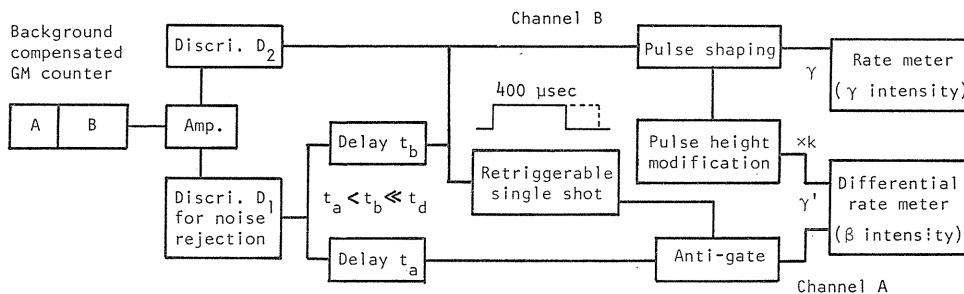 Channel B
Background
compensated
GM counter
Discri. D2
Pulse shaping
γ
Rate meter
(γ intensity)
400 μsec
A
B
Amp.
Delay tb
Pulse height
modification
×k
Retriggerable
single shot
Discri. D1
for noise
rejection
ta < tb ≪ td
γ'
Differential
rate meter
(β intensity)
Delay ta
Anti-gate
Channel A